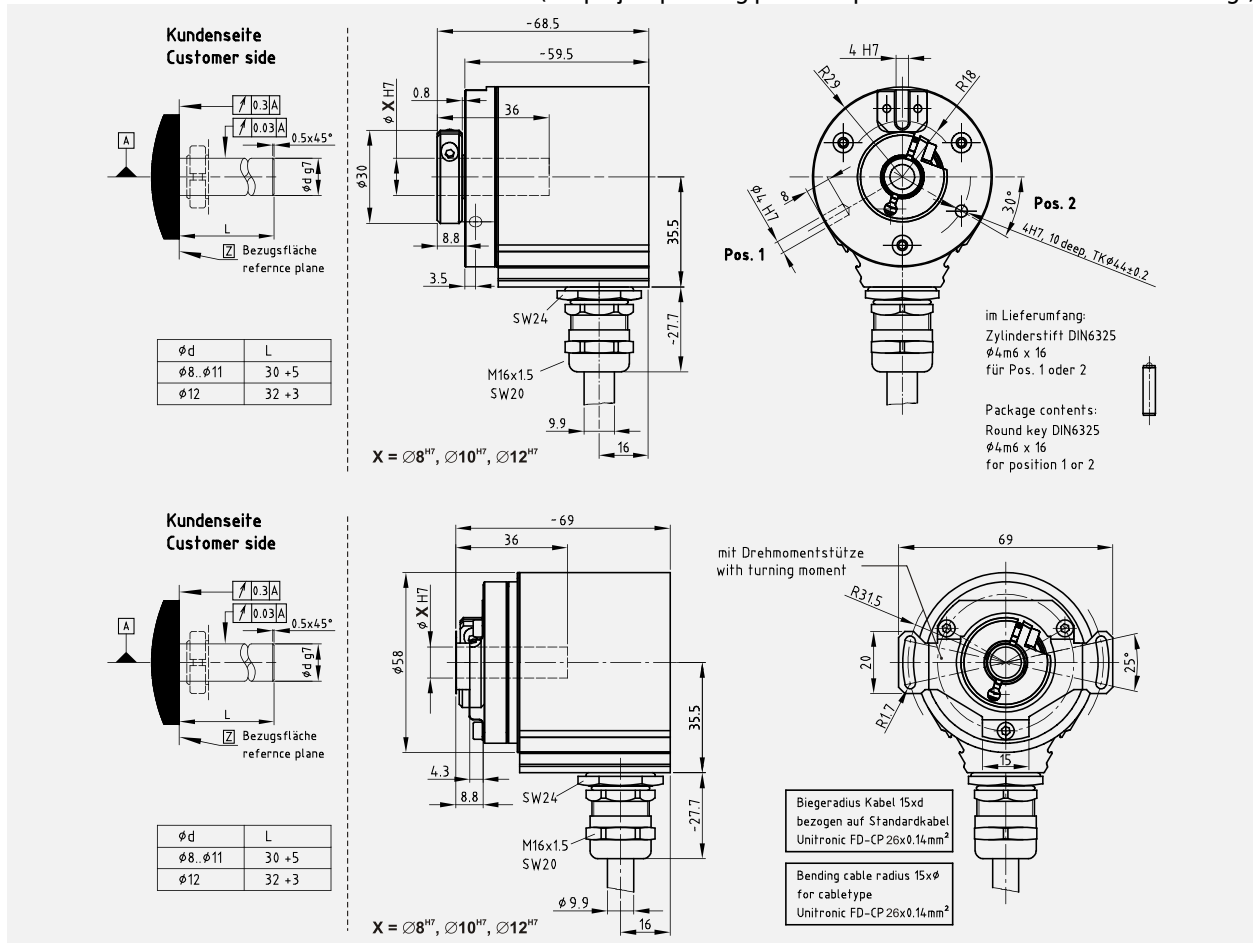 Kundenseite
Customer side
A
0.3 A
0.03 A
0.5x45°
ϕd g7
L
Z Bezugsfläche
refernce plane
ϕd L
ϕ8..ϕ11 30 +5
ϕ12 32 +3
~68.5
~59.5
0.8
36
ϕ X H7
ϕ30
8.8
3.5
35.5
~27.7
SW24
M16x1.5
SW20
9.9
16
X = ∅8H7, ∅10H7, ∅12H7
4 H7
R29
R18
8
ϕ4 H7
Pos. 1
30°
Pos. 2
4H7, 10 deep, TKϕ44±0.2
im Lieferumfang:
Zylinderstift DIN6325
ϕ4m6 x 16
für Pos. 1 oder 2
Package contents:
Round key DIN6325
ϕ4m6 x 16
for position 1 or 2
Kundenseite
Customer side
A
0.3 A
0.03 A
0.5x45°
ϕd g7
L
Z Bezugsfläche
refernce plane
ϕd L
ϕ8..ϕ11 30 +5
ϕ12 32 +3
~69
36
ϕ X H7
ϕ58
4.3
8.8
35.5
~27.7
SW24
M16x1.5
SW20
ϕ9.9
16
X = ∅8H7, ∅10H7, ∅12H7
mit Drehmomentstütze
with turning moment
69
R31.5
20
25°
R1.7
15
Biegeradius Kabel 15xd
bezogen auf Standardkabel
Unitronic FD-CP 26x0.14mm²
Bending cable radius 15xϕ
for cabletype
Unitronic FD-CP 26x0.14mm²